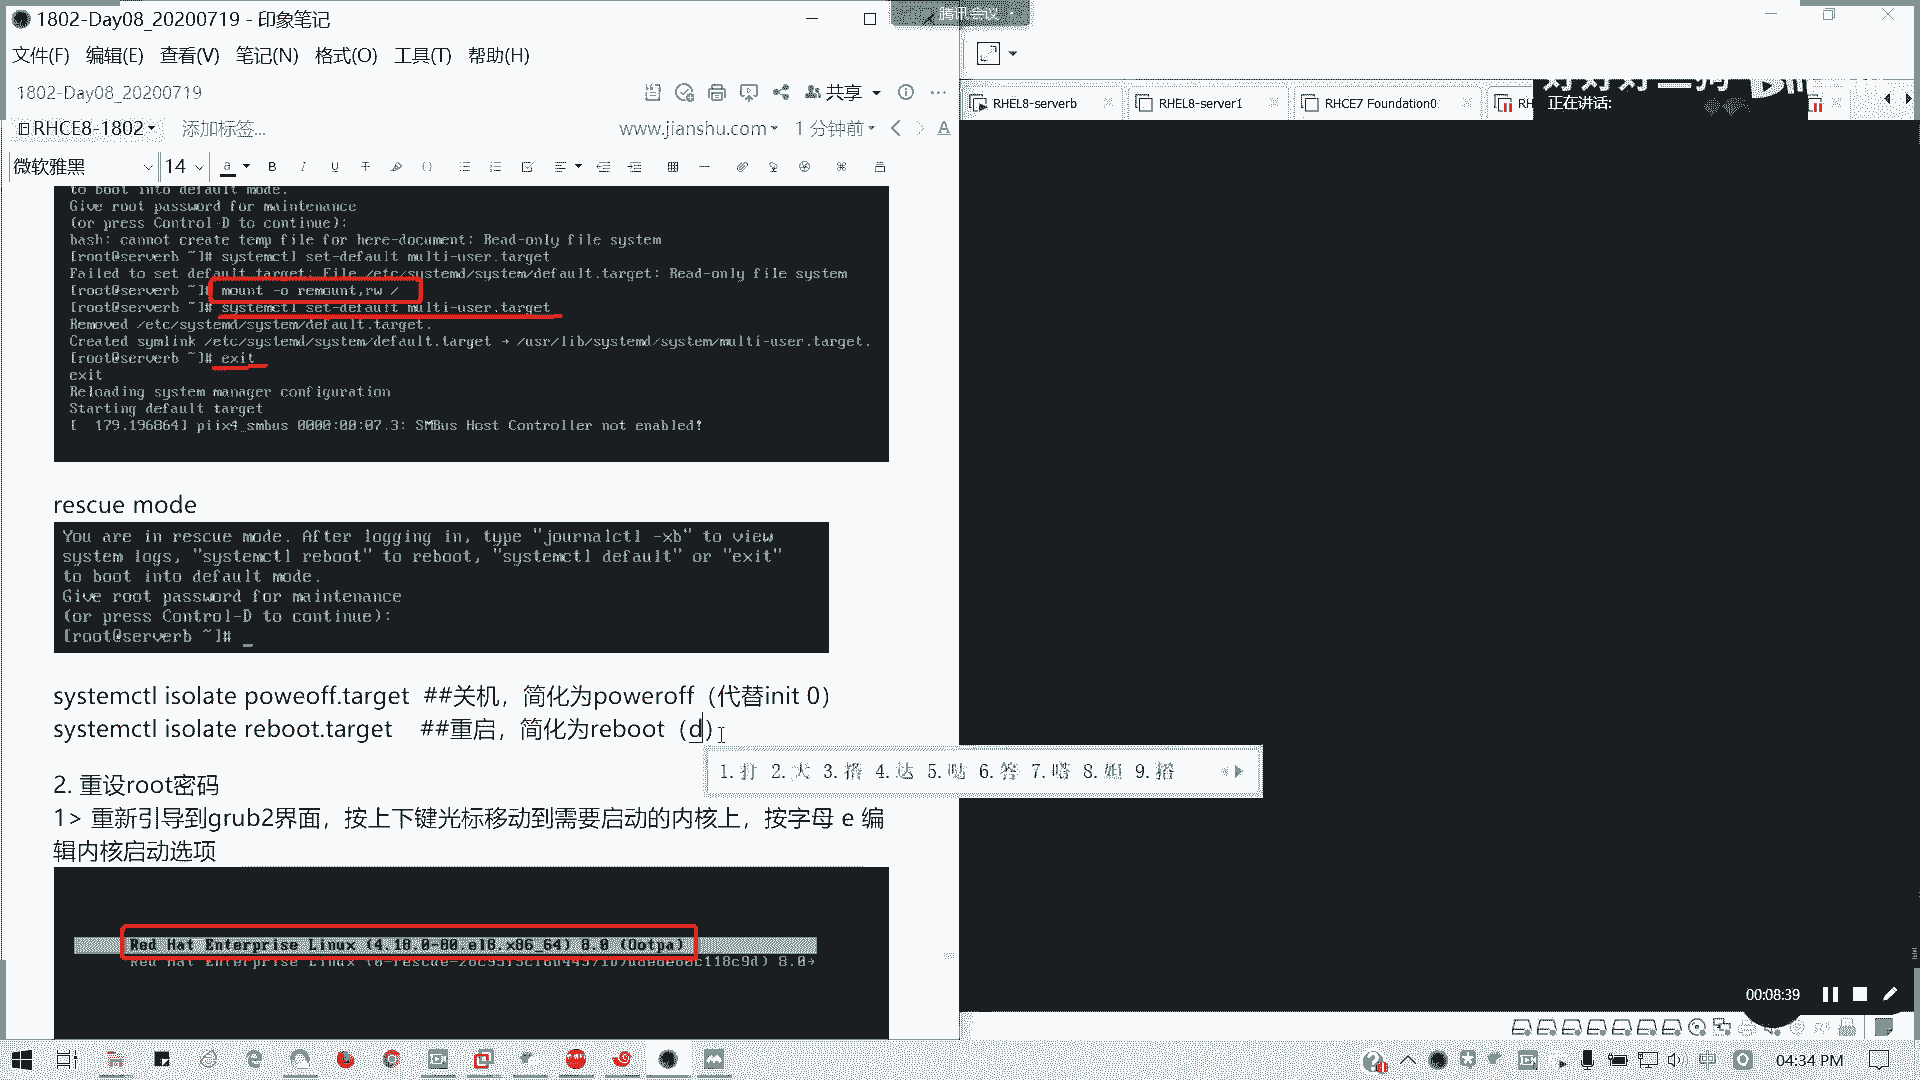 1802-Day08_20200719 - 印象笔记
腾讯会议
文件(F) 编辑(E) 查看(V) 笔记(N) 格式(O) 工具(T) 帮助(H)
1802-Day08_20200719
共享
RHCE8-1802
添加标签...
www.jianshu.com
1 分钟前
RHEL8-serverb
RHEL8-server1
RHCE7 Foundation0
RH
正在讲话:
微软雅黑
14
to boot into default mode.
Give root password for maintenance
(or press Control-D to continue):
bash: cannot create temp file for here-document: Read-only file system
[root@serverb ~]# systemctl set-default multi-user.target
Failed to set default target: File /etc/systemd/system/default.target: Read-only file system
[root@serverb ~]# mount -o remount,rw /
[root@serverb ~]# systemctl set-default multi-user.target
Removed /etc/systemd/system/default.target.
Created symlink /etc/systemd/system/default.target → /usr/lib/systemd/system/multi-user.target.
[root@serverb ~]# exit
exit
Reloading system manager configuration
Starting default target
[  179.196864] piix4_smbus 0000:00:07.3: SMBus Host Controller not enabled!
rescue mode
You are in rescue mode. After logging in, type "journalctl -xb" to view
system logs, "systemctl reboot" to reboot, "systemctl default" or "exit"
to boot into default mode.
Give root password for maintenance
(or press Control-D to continue):
[root@serverb ~]#
systemctl isolate poweoff.target ##关机，简化为poweroff（代替init 0）
systemctl isolate reboot.target ##重启，简化为reboot（d）
1.打 2.大 3.搭 4.达 5.哒 6.答 7.嗒 8.妲 9.褡
2. 重设root密码
1> 重新引导到grub2界面，按上下键光标移动到需要启动的内核上，按字母 e 编
辑内核启动选项
Red Hat Enterprise Linux (4.18.0-80.el8.x86_64) 8.0 (Ootpa)
Red Hat Enterprise Linux
00:08:39
04:34 PM